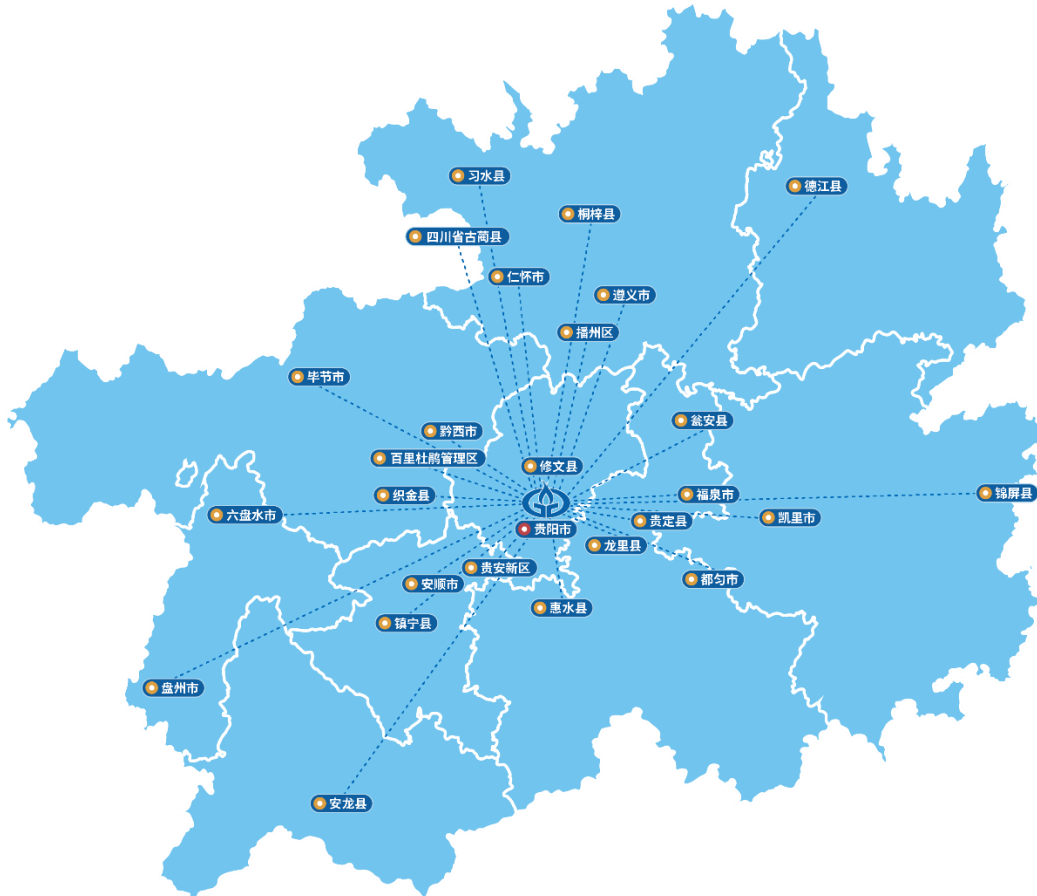 习水县
德江县
桐梓县
四川省古蔺县
仁怀市
遵义市
播州区
毕节市
瓮安县
黔西市
百里杜鹃管理区
修文县
织金县
福泉市
锦屏县
六盘水市
贵定县
凯里市
贵阳市
龙里县
贵安新区
安顺市
都匀市
惠水县
镇宁县
盘州市
安龙县